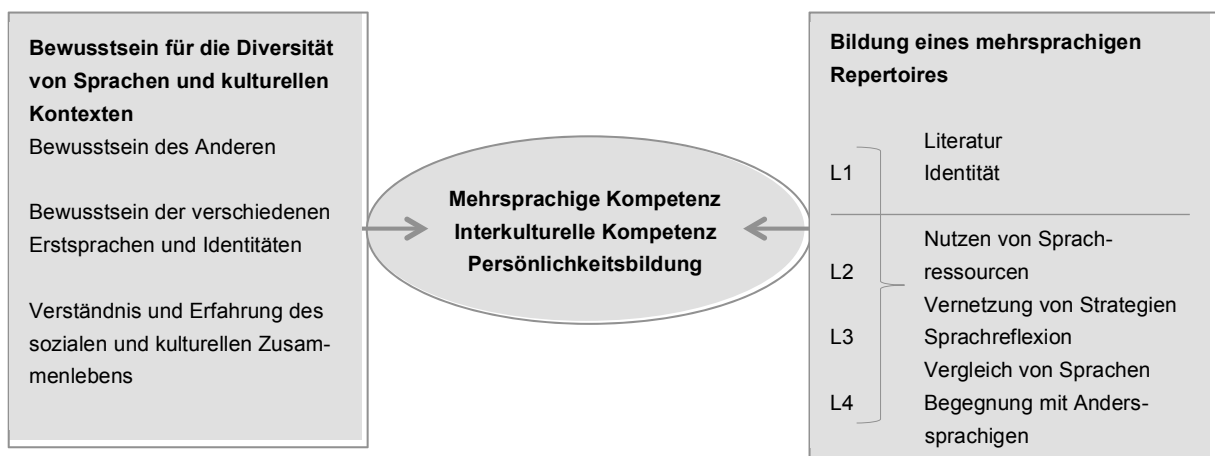 Bewusstsein für die Diversität
von Sprachen und kulturellen
Kontexten
Bewusstsein des Anderen
Bewusstsein der verschiedenen
Erstsprachen und Identitäten
Verständnis und Erfahrung des
sozialen und kulturellen Zusam-
menlebens
Mehrsprachige Kompetenz
Interkulturelle Kompetenz
Persönlichkeitsbildung
Bildung eines mehrsprachigen
Repertoires
Literatur
L1 Identität
Nutzen von Sprach-
L2 ressourcen
Vernetzung von Strategien
L3 Sprachreflexion
Vergleich von Sprachen
L4 Begegnung mit Anders-
sprachigen